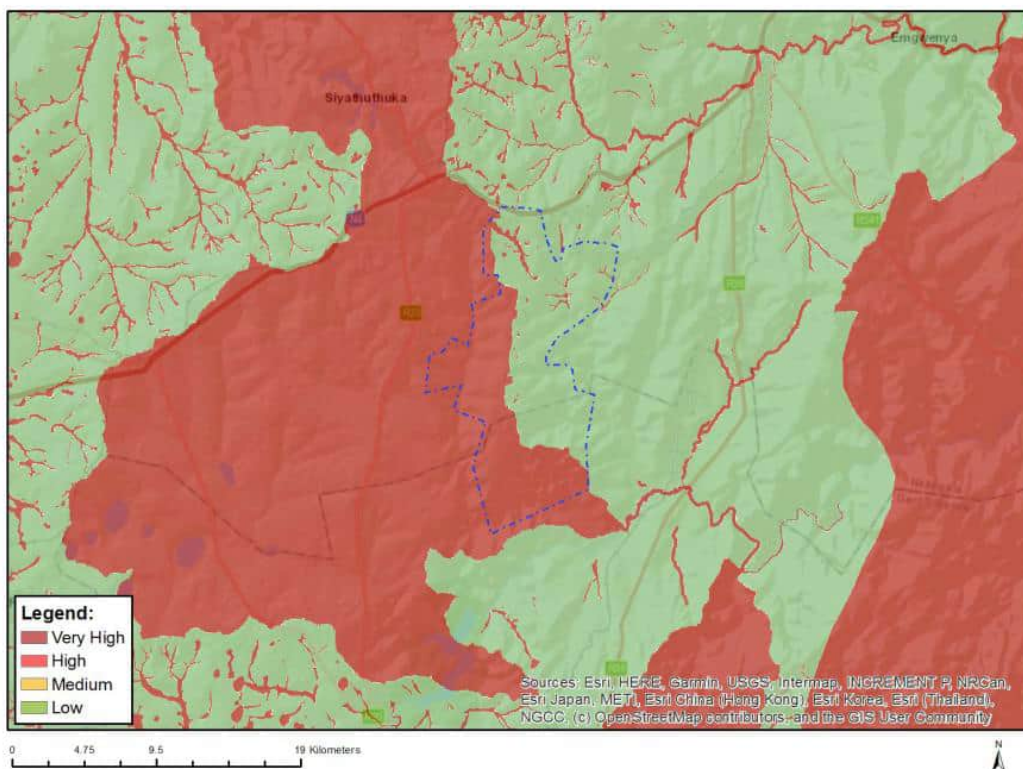 Emgwenya
Siyathuthuka
N4
R541
R36
R33
Legend:
Very High
High
Medium
Low
Sources: Esri, HERE, Garmin, USGS, Intermap, INCREMENT P, NRCan,
Esri Japan, METI, Esri China (Hong Kong), Esri Korea, Esri (Thailand),
NGCC, (c) OpenStreetMap contributors, and the GIS User Community
0 4.75 9.5 19 Kilometers
N